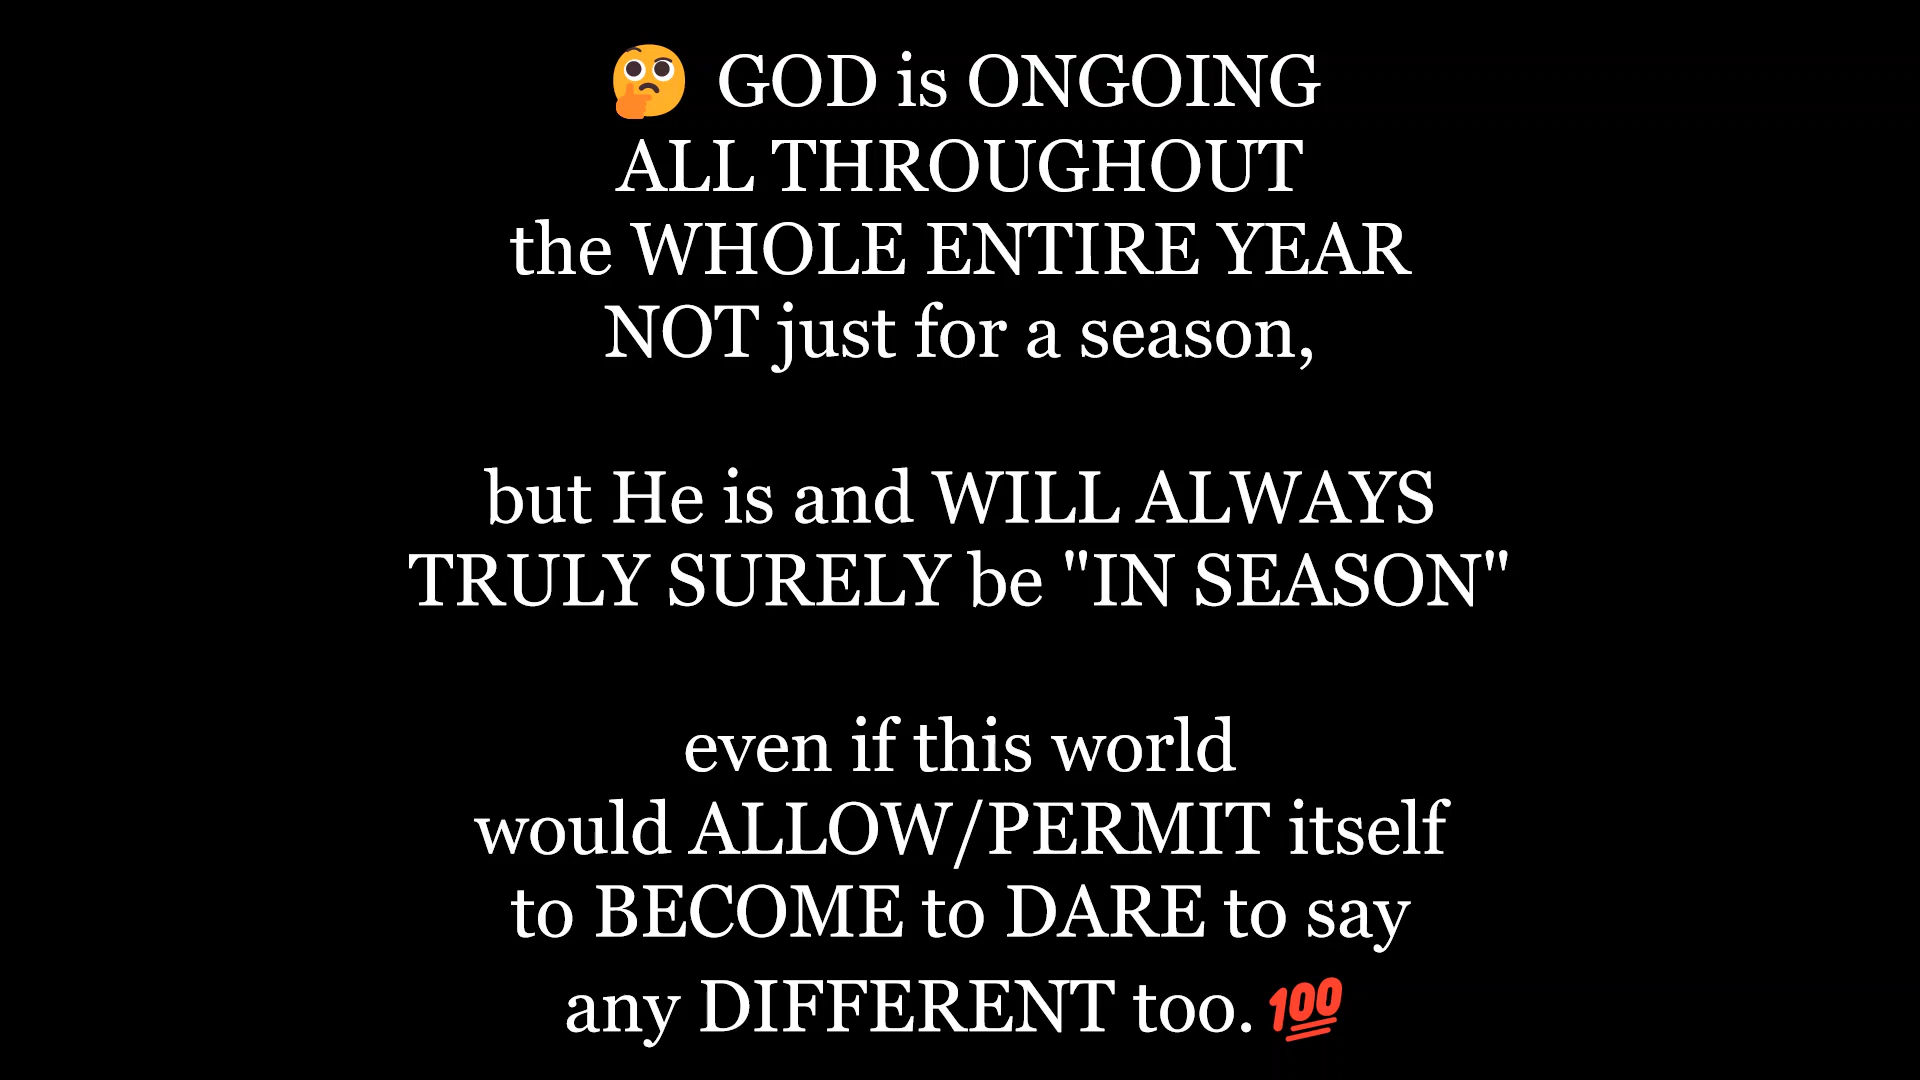 🤔 GOD is ONGOING
ALL THROUGHOUT
the WHOLE ENTIRE YEAR
NOT just for a season,
but He is and WILL ALWAYS
TRULY SURELY be "IN SEASON"
even if this world
would ALLOW/PERMIT itself
to BECOME to DARE to say
any DIFFERENT too. 💯